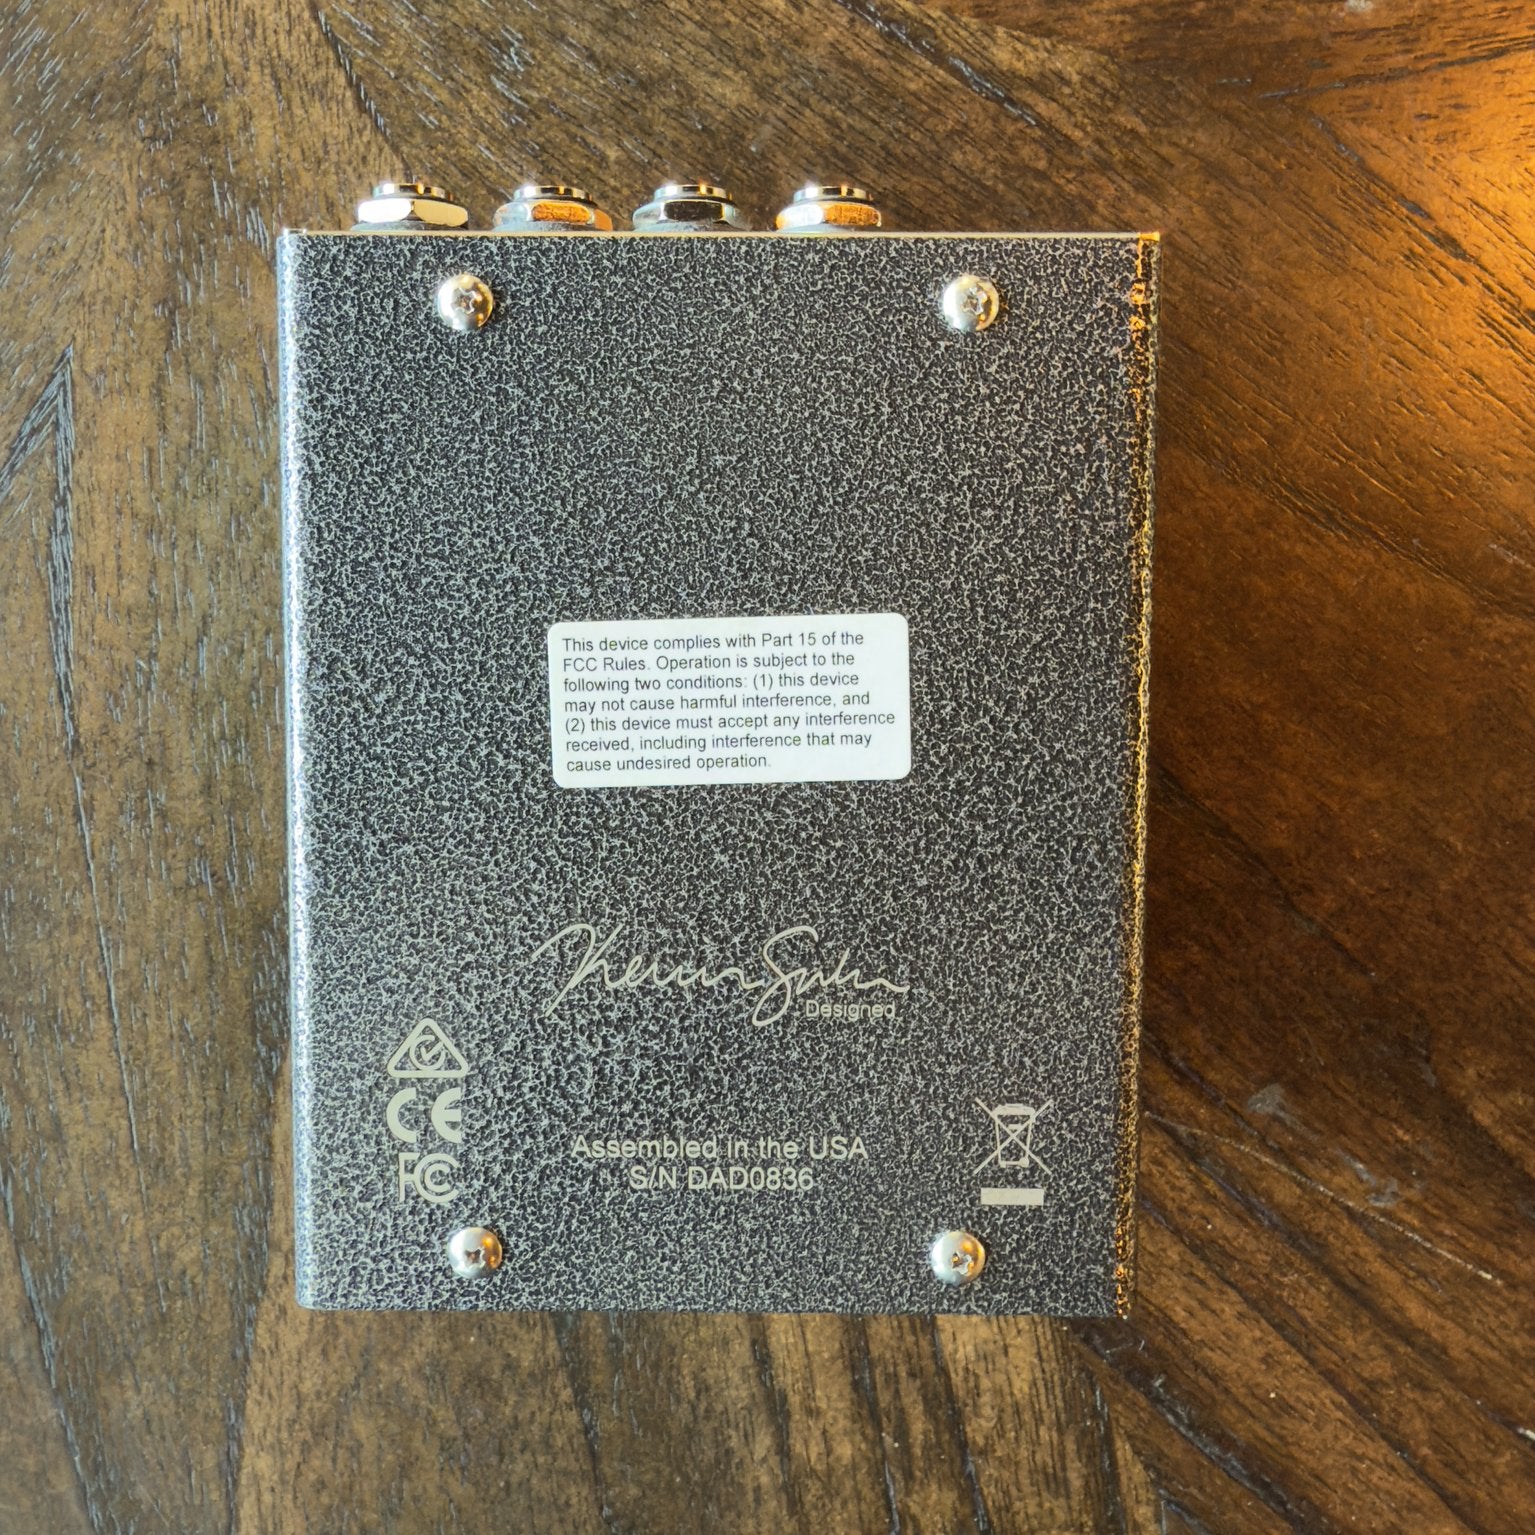 This device complies with Part 15 of the
FCC Rules. Operation is subject to the
following two conditions: (1) this device
may not cause harmful interference, and
(2) this device must accept any interference
received, including interference that may
cause undesired operation.
Designed
CE
FC
Assembled in the USA
S/N DAD0836